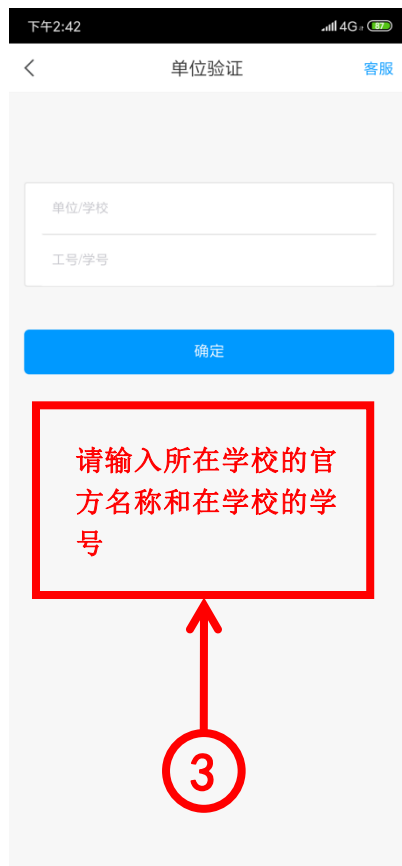 下午2:42
4G
87
单位验证
客服
单位/学校
工号/学号
确定
请输入所在学校的官
方名称和在学校的学
号
3